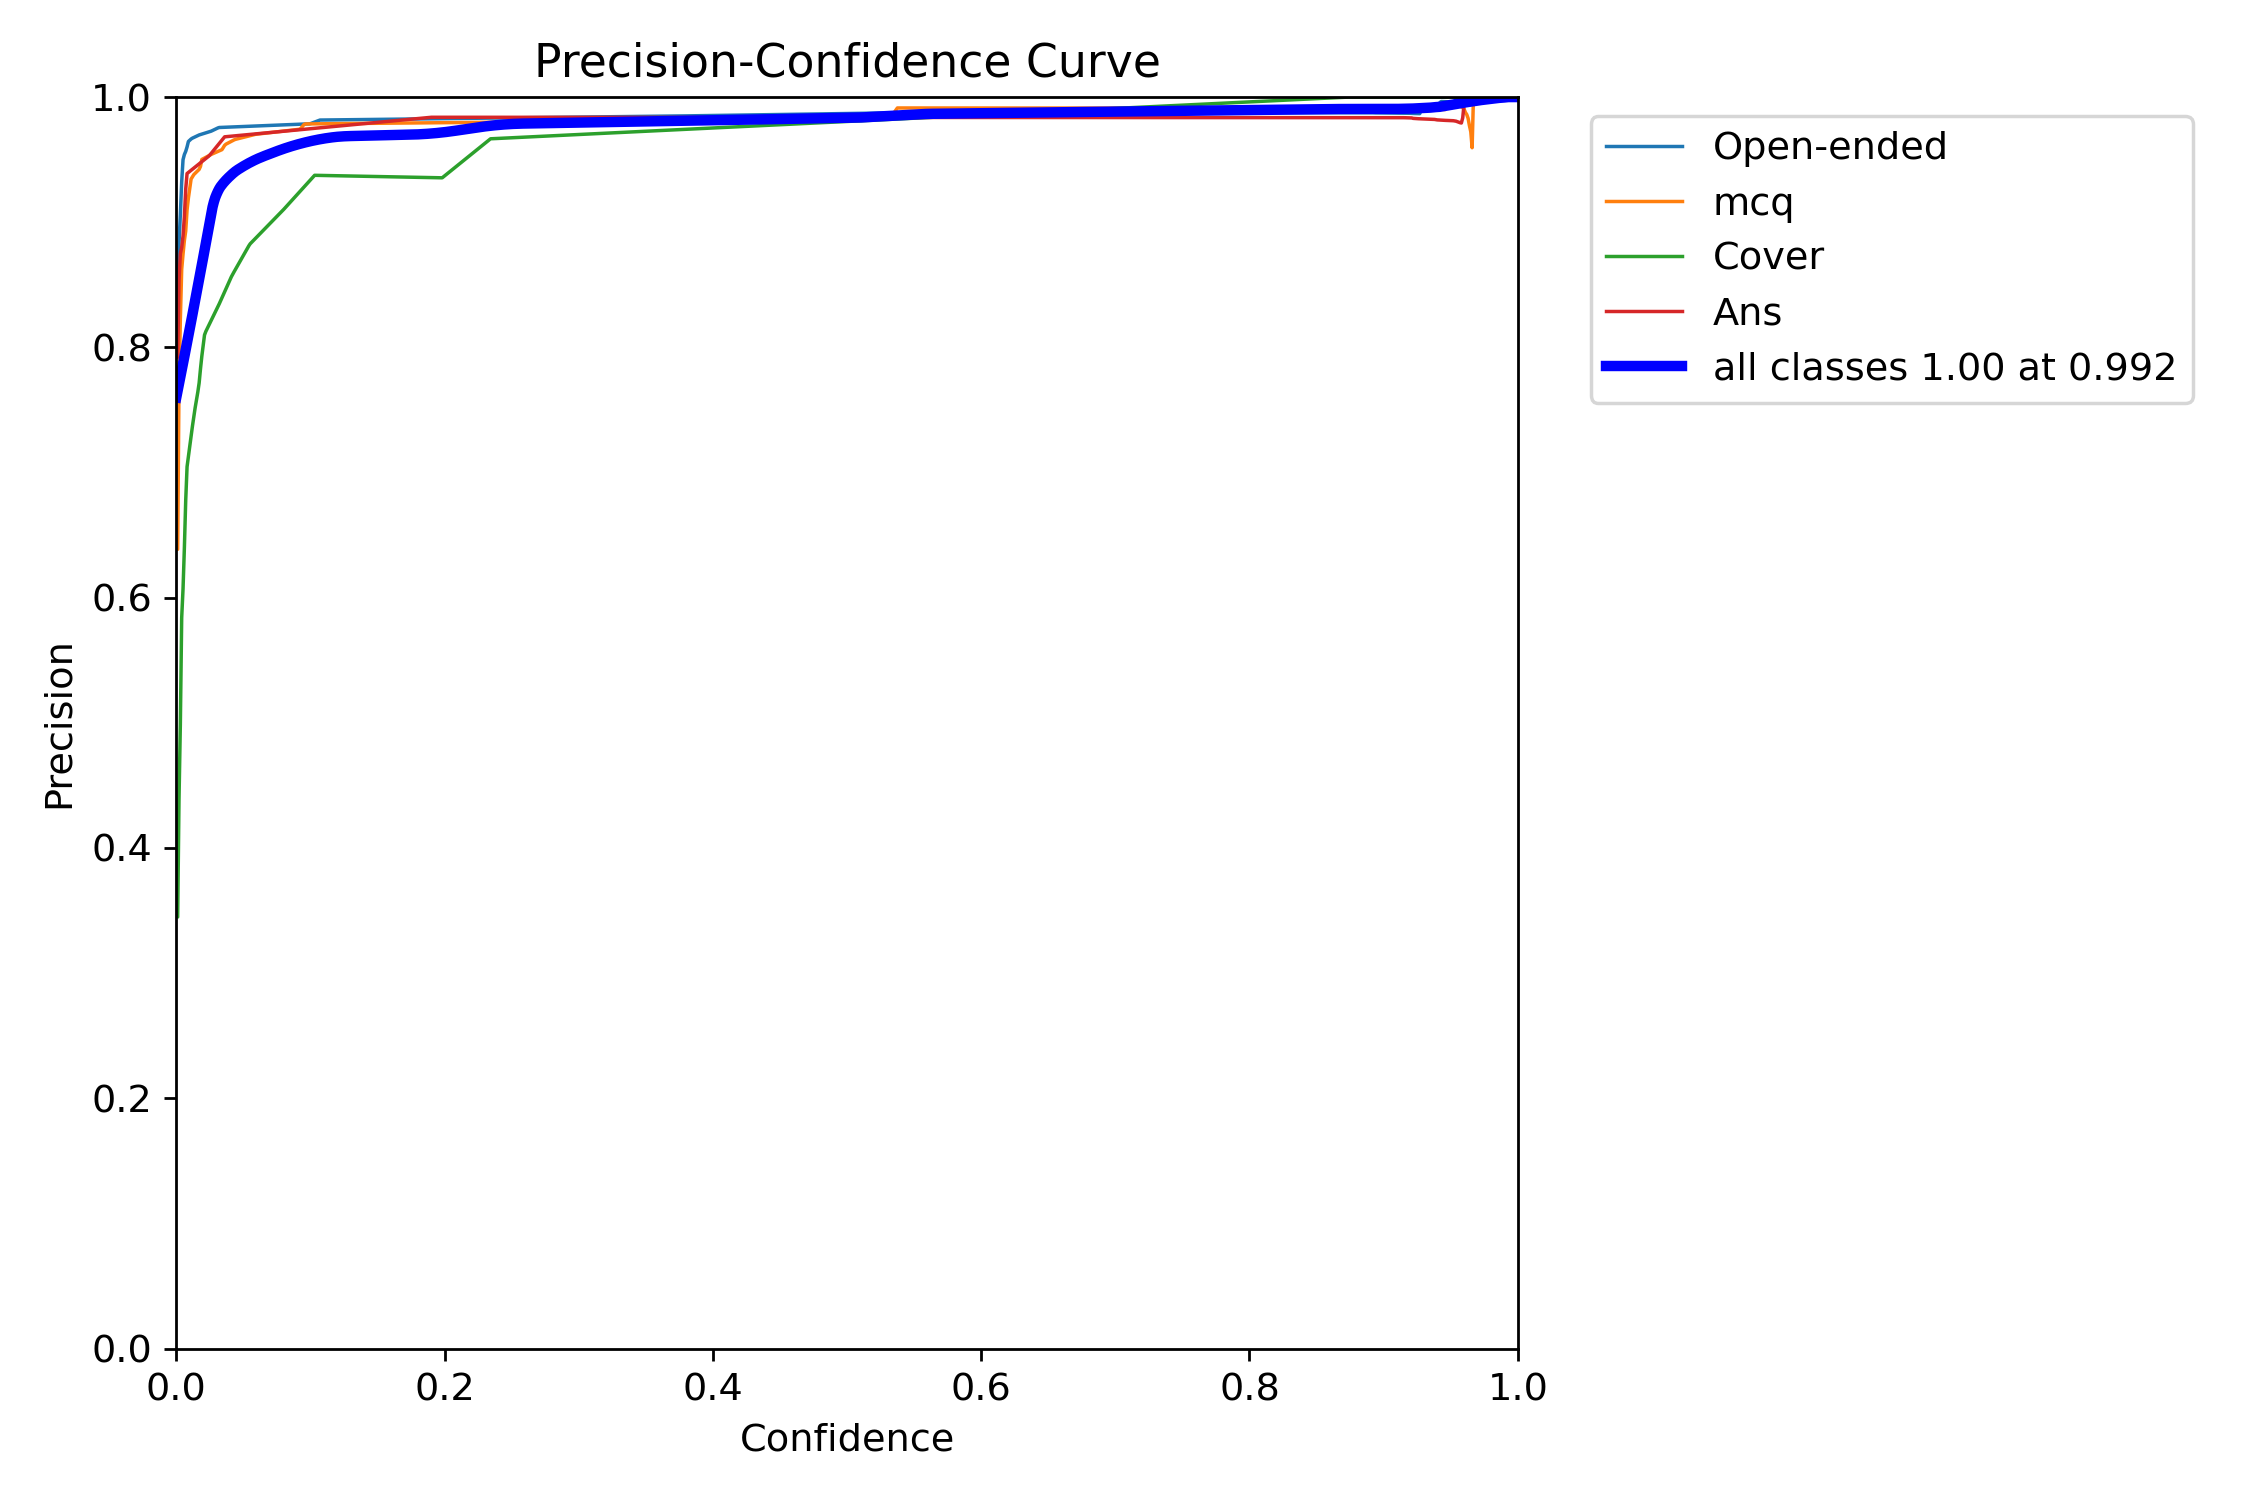 Precision-Confidence Curve
1.0
0.8
0.6
0.4
0.2
0.0
Precision
0.0 0.2 0.4 0.6 0.8 1.0
Confidence
Open-ended
mcq
Cover
Ans
all classes 1.00 at 0.992